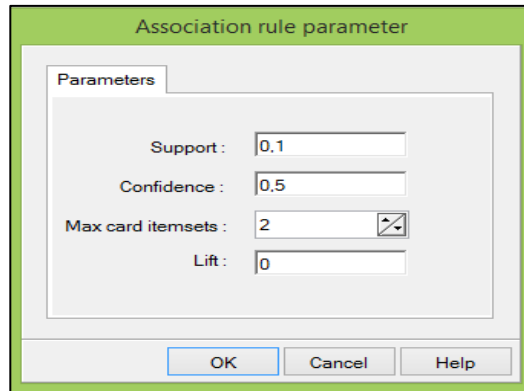 Association rule parameter
Parameters
Support : 0,1
Confidence : 0,5
Max card itemsets : 2
Lift : 0
OK Cancel Help